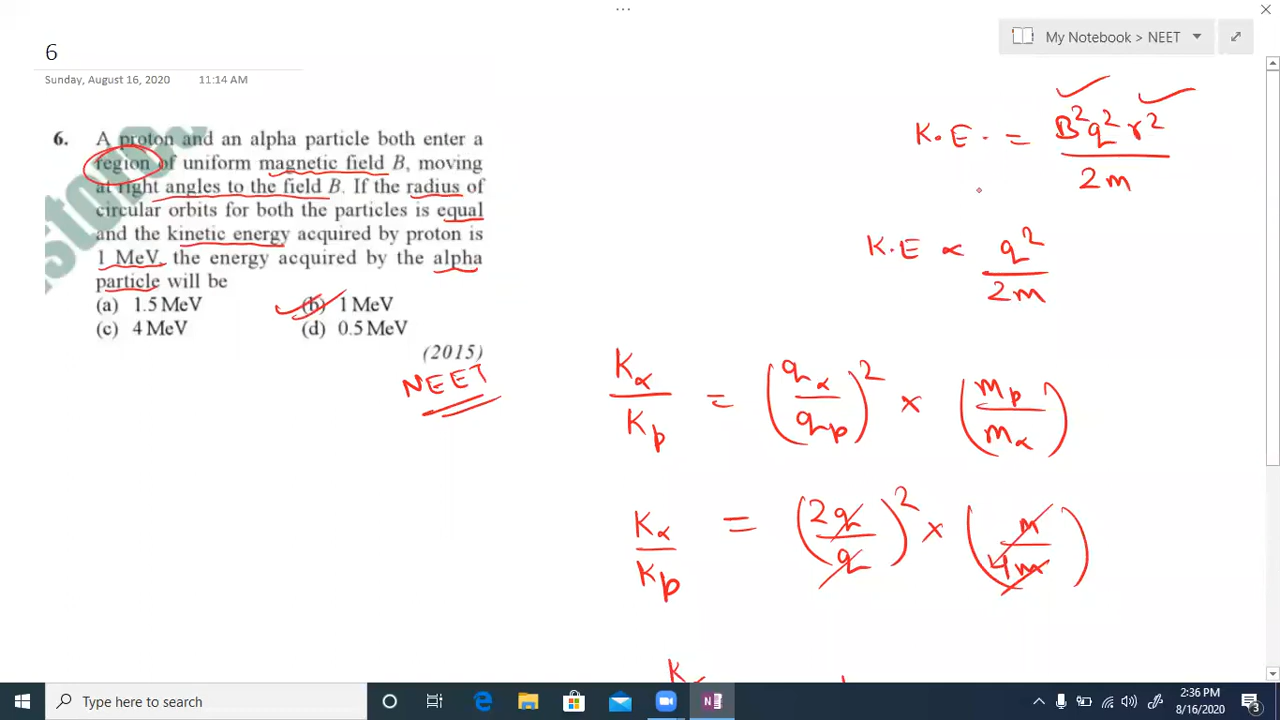 6
Sunday, August 16, 2020 11:14 AM
My Notebook > NEET
6. A proton and an alpha particle both enter a
region of uniform magnetic field B, moving
at right angles to the field B. If the radius of
circular orbits for both the particles is equal
and the kinetic energy acquired by proton is
1 MeV, the energy acquired by the alpha
particle will be
(a) 1.5 MeV (b) 1 MeV
(c) 4 MeV (d) 0.5 MeV
(2015)
NEET
K.E. = B²q²r² / 2m
K.E ∝ q² / 2m
Kα / Kp = (qα / qp)² × (mp / mα)
Kα / Kp = (2q / q)² × (m / 4m)
K
Type here to search
2:36 PM
8/16/2020
3